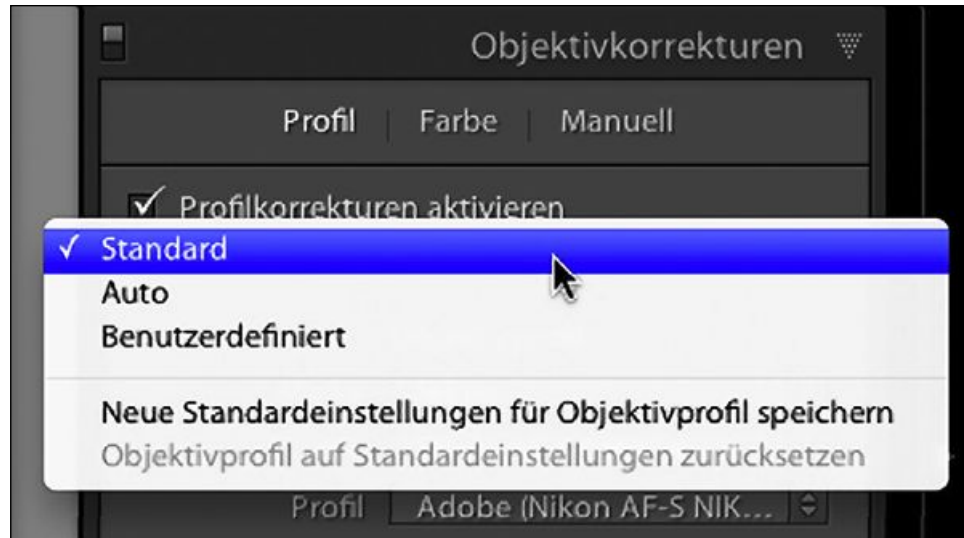 Objektivkorrekturen
Profil | Farbe | Manuell
Profilkorrekturen aktivieren
Standard
Auto
Benutzerdefiniert
Neue Standardeinstellungen für Objektivprofil speichern
Objektivprofil auf Standardeinstellungen zurücksetzen
Profil Adobe (Nikon AF-S NIK...